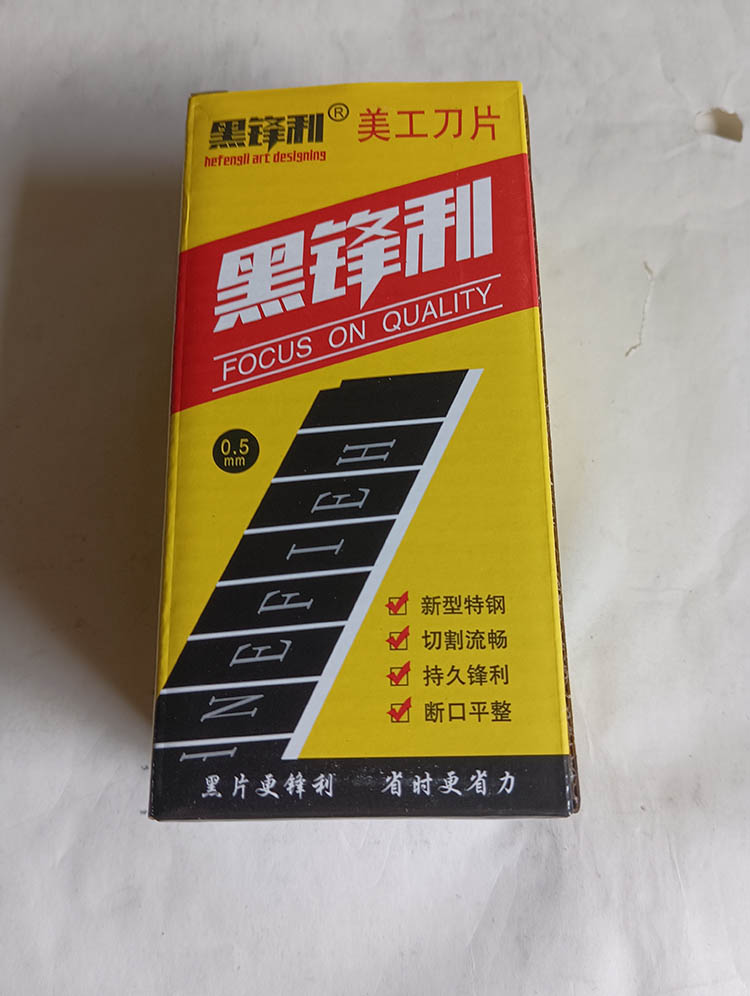 黑锋利® 美工刀片
hefengli art designing
黑锋利
FOCUS ON QUALITY
0.5
mm
HEIFENI
新型特钢
切割流畅
持久锋利
断口平整
黑片更锋利 省时更省力